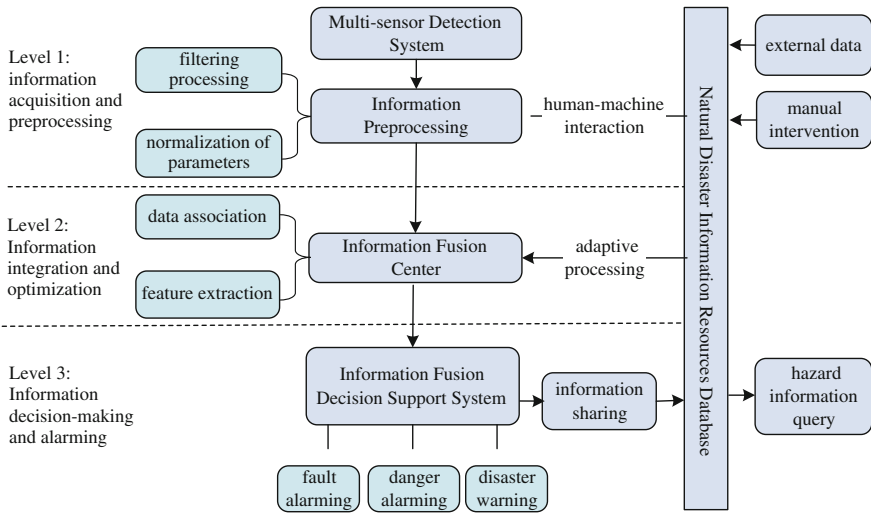 Multi-sensor Detection
System
Level 1:
information
acquisition and
preprocessing
filtering
processing
normalization of
parameters
Information
Preprocessing
human-machine
interaction
external data
manual
intervention
Natural Disaster Information Resources Database
Level 2:
Information
integration and
optimization
data association
feature extraction
Information Fusion
Center
adaptive
processing
Level 3:
Information
decision-making
and alarming
Information Fusion
Decision Support System
information
sharing
hazard
information
query
fault
alarming
danger
alarming
disaster
warning